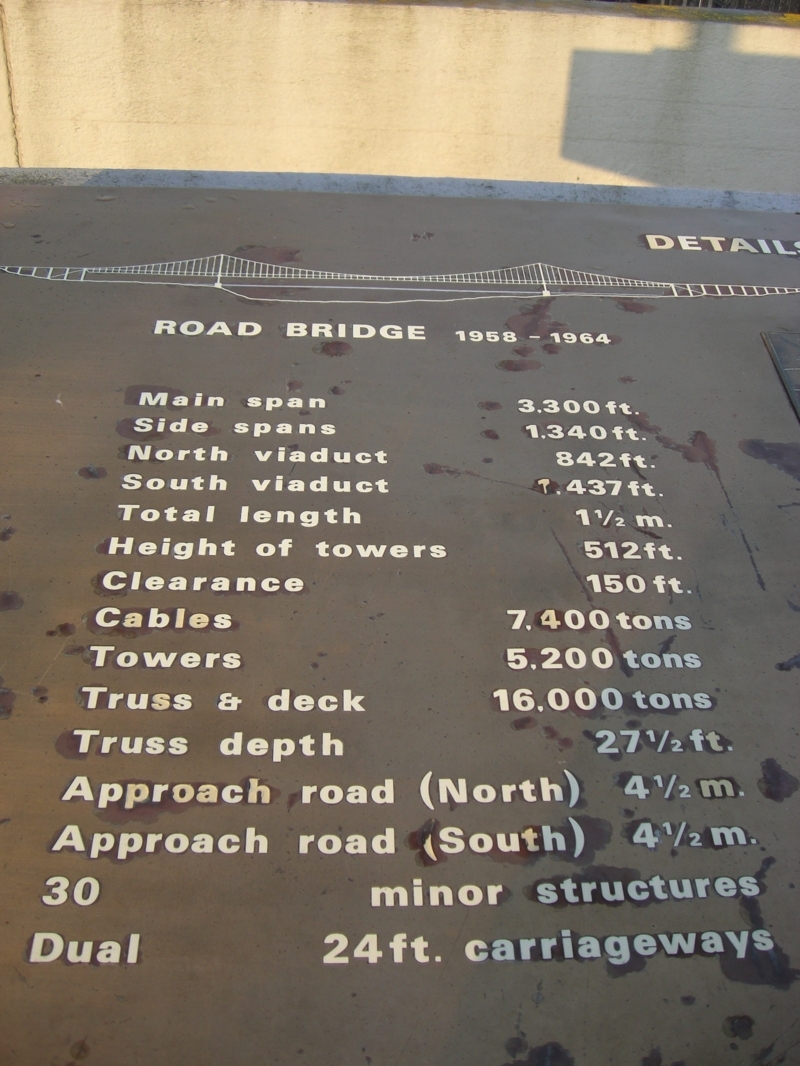 DETAILS
ROAD BRIDGE 1958 - 1964
Main span 3,300 ft.
Side spans 1,340 ft.
North viaduct 842 ft.
South viaduct 1,437 ft.
Total length 1½ m.
Height of towers 512 ft.
Clearance 150 ft.
Cables 7,400 tons
Towers 5,200 tons
Truss & deck 16,000 tons
Truss depth 27½ ft.
Approach road (North) 4½ m.
Approach road (South) 4½ m.
30 minor structures
Dual 24 ft. carriageways